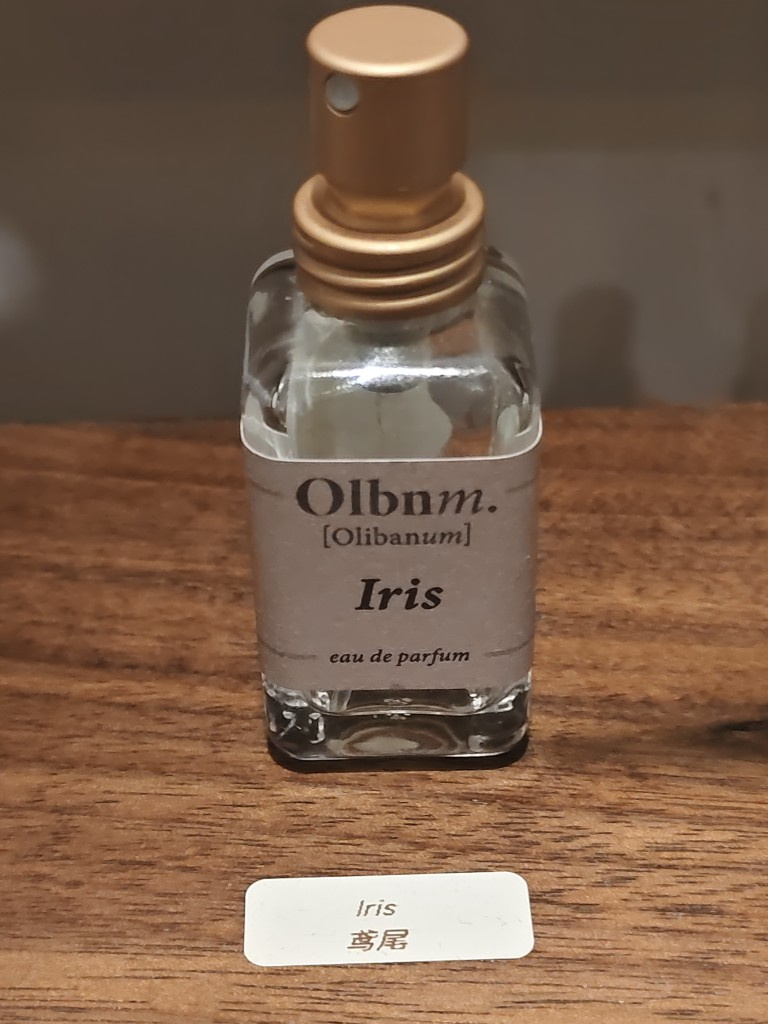 Olbnm.
[Olibanum]
Iris
eau de parfum
Iris
鸢尾